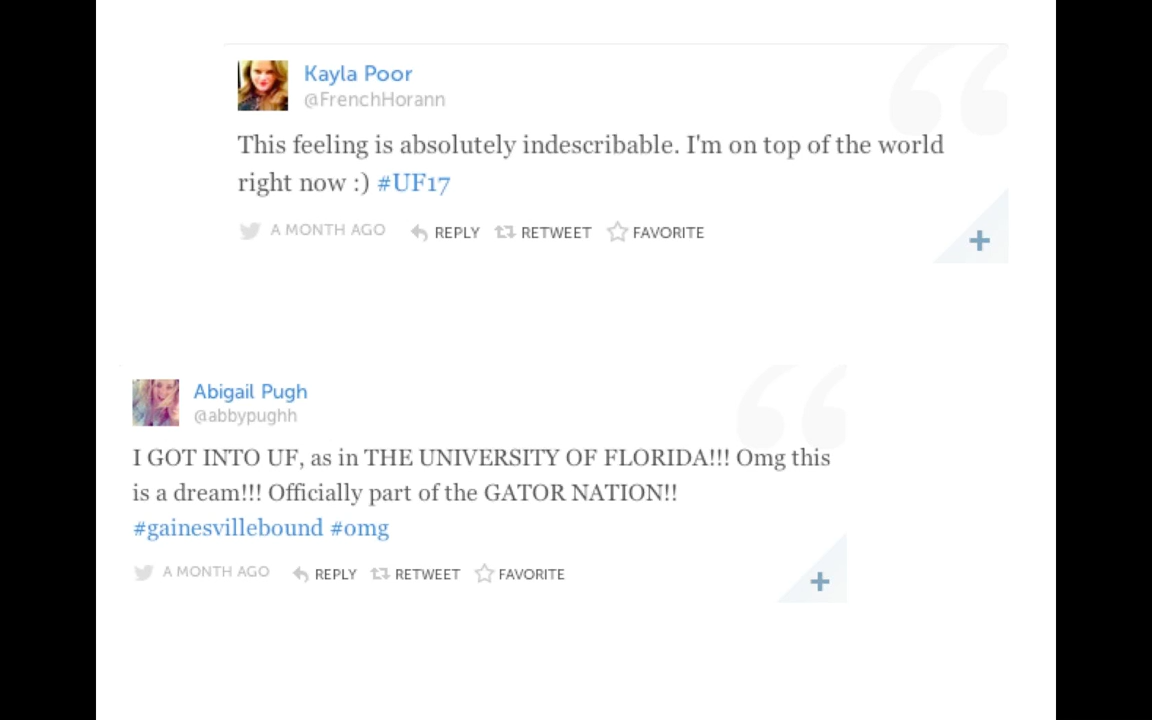 Kayla Poor
@FrenchHorann
This feeling is absolutely indescribable. I'm on top of the world
right now :) #UF17
A MONTH AGO REPLY RETWEET FAVORITE
Abigail Pugh
@abbypughh
I GOT INTO UF, as in THE UNIVERSITY OF FLORIDA!!! Omg this
is a dream!!! Officially part of the GATOR NATION!!
#gainesvillebound #omg
A MONTH AGO REPLY RETWEET FAVORITE